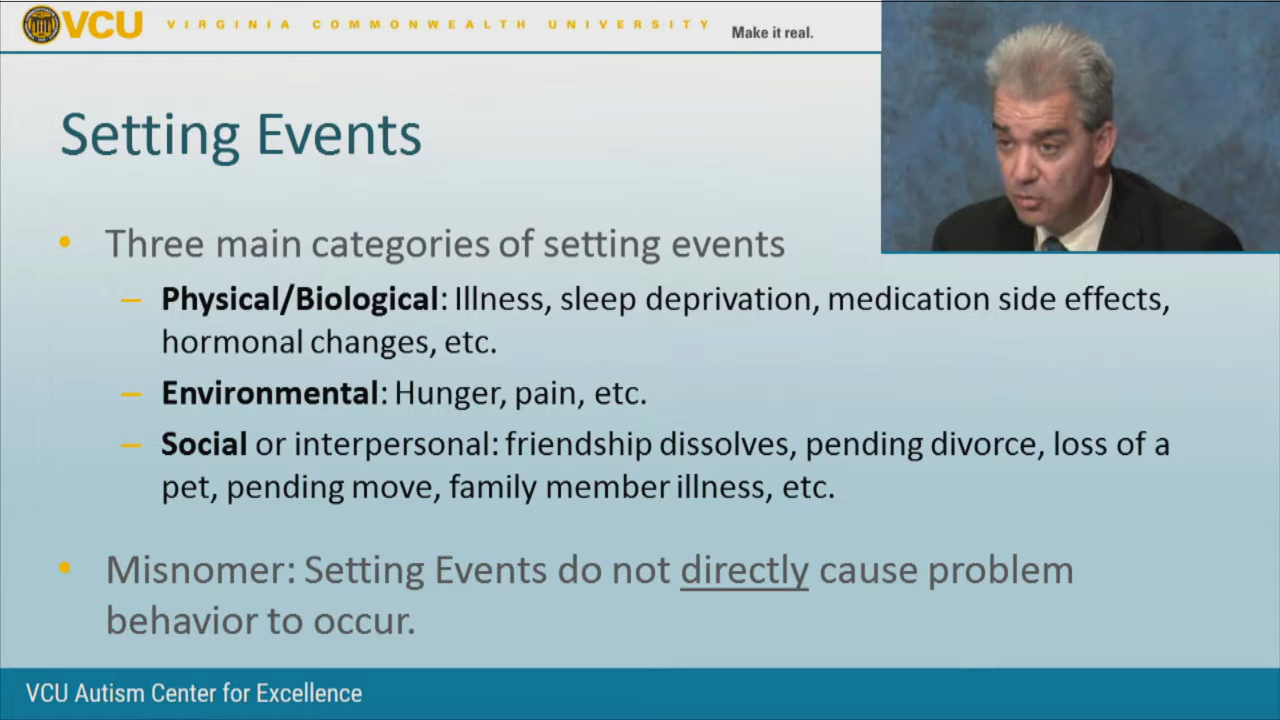 VCU VIRGINIA COMMONWEALTH UNIVERSITY Make it real.
Setting Events
• Three main categories of setting events
– Physical/Biological: Illness, sleep deprivation, medication side effects,
hormonal changes, etc.
– Environmental: Hunger, pain, etc.
– Social or interpersonal: friendship dissolves, pending divorce, loss of a
pet, pending move, family member illness, etc.
• Misnomer: Setting Events do not directly cause problem
behavior to occur.
VCU Autism Center for Excellence